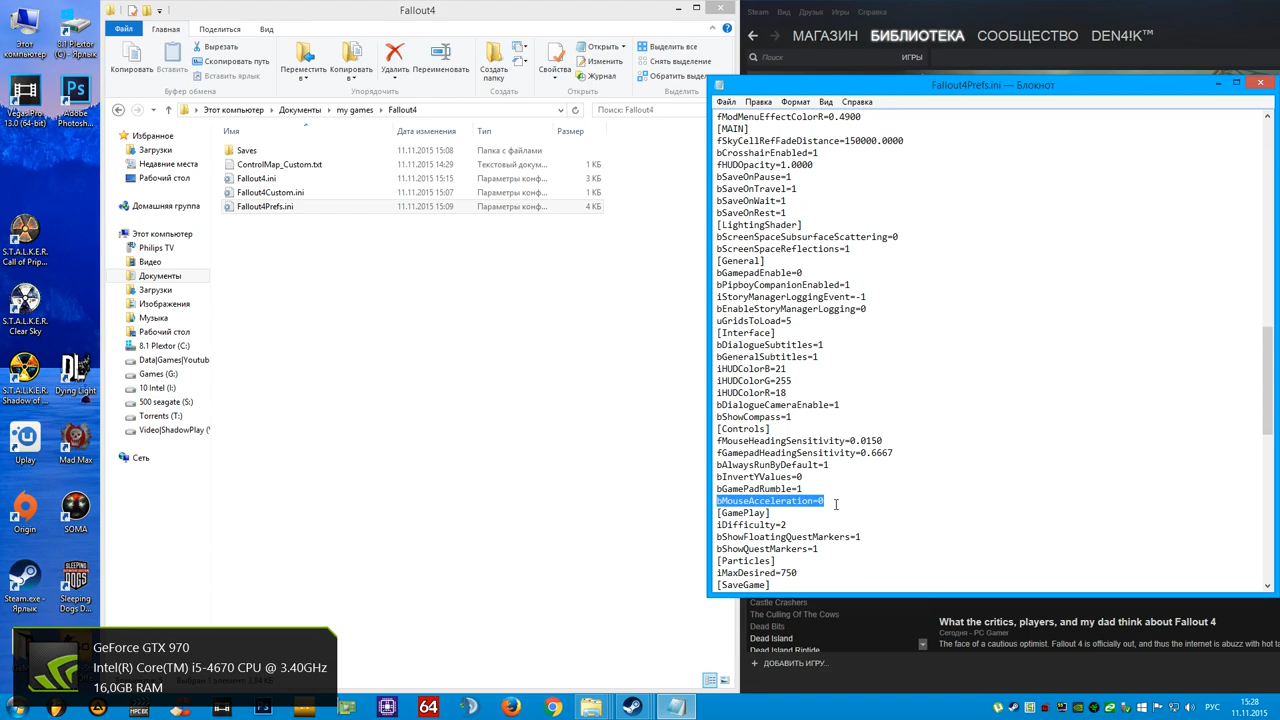 Этот компьютер
8.1 Plextor (C:) Ярлык
Vegas Pro 13.0 (64-bit)
Adobe Photosh...
S.T.A.L.K.E.R. Call of Prip...
S.T.A.L.K.E.R. Clear Sky
S.T.A.L.K.E.R. Shadow of ...
Dying Light
Uplay
Mad Max
Origin
SOMA
Steam.exe - Ярлык
Sleeping Dogs D...
Fallout4
Файл
Главная
Поделиться
Вид
Копировать
Вставить
Вырезать
Скопировать путь
Вставить ярлык
Буфер обмена
Переместить в
Копировать в
Удалить
Переименовать
Упорядочить
Создать папку
Создать
Свойства
Открыть
Изменить
Журнал
Открыть
Выделить все
Снять выделение
Обратить выдел
Выделить
Этот компьютер
Документы
my games
Fallout4
Поиск: Fallout4
Избранное
Загрузки
Недавние места
Рабочий стол
Домашняя группа
Этот компьютер
Philips TV
Видео
Документы
Загрузки
Изображения
Музыка
Рабочий стол
8.1 Plextor (C:)
Data|Games|Youtub
Games (G:)
10 Intel (I:)
500 seagate (S:)
Torrents (T:)
Video|ShadowPlay (
Сеть
Имя Дата изменения Тип Размер
Saves 11.11.2015 15:08 Папка с файлами
ControlMap_Custom.txt 11.11.2015 14:29 Текстовый докум... 1 КБ
Fallout4.ini 11.11.2015 15:15 Параметры конф... 3 КБ
Fallout4Custom.ini 11.11.2015 15:07 Параметры конф... 1 КБ
Fallout4Prefs.ini 11.11.2015 15:09 Параметры конф... 4 КБ
Steam Вид Друзья Игры Справка
МАГАЗИН БИБЛИОТЕКА СООБЩЕСТВО DEN4!K™
Поиск ИГРЫ
Fallout4Prefs.ini — Блокнот
Файл Правка Формат Вид Справка
fModMenuEffectColorR=0.4900
[MAIN]
fSkyCellRefFadeDistance=150000.0000
bCrosshairEnabled=1
fHUDOpacity=1.0000
bSaveOnPause=1
bSaveOnTravel=1
bSaveOnWait=1
bSaveOnRest=1
[LightingShader]
bScreenSpaceSubsurfaceScattering=0
bScreenSpaceReflections=1
[General]
bGamepadEnable=0
bPipboyCompanionEnabled=1
iStoryManagerLoggingEvent=-1
bEnableStoryManagerLogging=0
uGridsToLoad=5
[Interface]
bDialogueSubtitles=1
bGeneralSubtitles=1
iHUDColorB=21
iHUDColorG=255
iHUDColorR=18
bDialogueCameraEnable=1
bShowCompass=1
[Controls]
fMouseHeadingSensitivity=0.0150
fGamepadHeadingSensitivity=0.6667
bAlwaysRunByDefault=1
bInvertYValues=0
bGamePadRumble=1
bMouseAcceleration=0
[GamePlay]
iDifficulty=2
bShowFloatingQuestMarkers=1
bShowQuestMarkers=1
[Particles]
iMaxDesired=750
[SaveGame]
Castle Crashers
The Culling Of The Cows
Dead Bits
Dead Island
Dead Island Riptide
ДОБАВИТЬ ИГРУ...
What the critics, players, and my dad think about Fallout 4
Сегодня - PC Gamer
The face of a cautious optimist. Fallout 4 is officially out, and thus the internet is abuzz with hot ta
GeForce GTX 970
Intel(R) Core(TM) i5-4670 CPU @ 3.40GHz
16,0GB RAM
64
РУС
15:28
11.11.2015